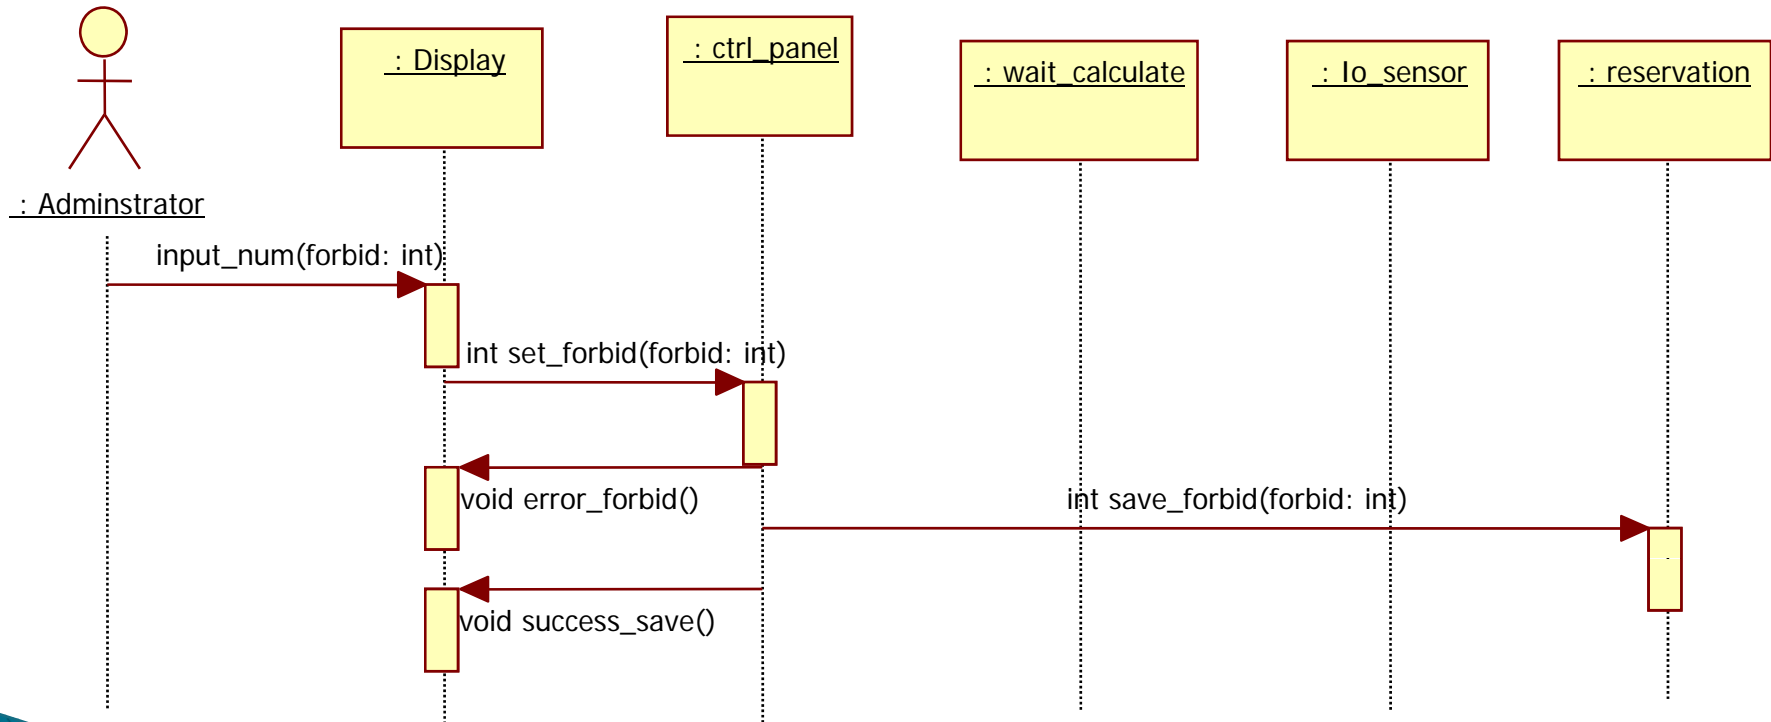 : Display
: ctrl_panel
: wait_calculate
: Io_sensor
: reservation
: Adminstrator
input_num(forbid: int)
int set_forbid(forbid: int)
void error_forbid()
int save_forbid(forbid: int)
void success_save()